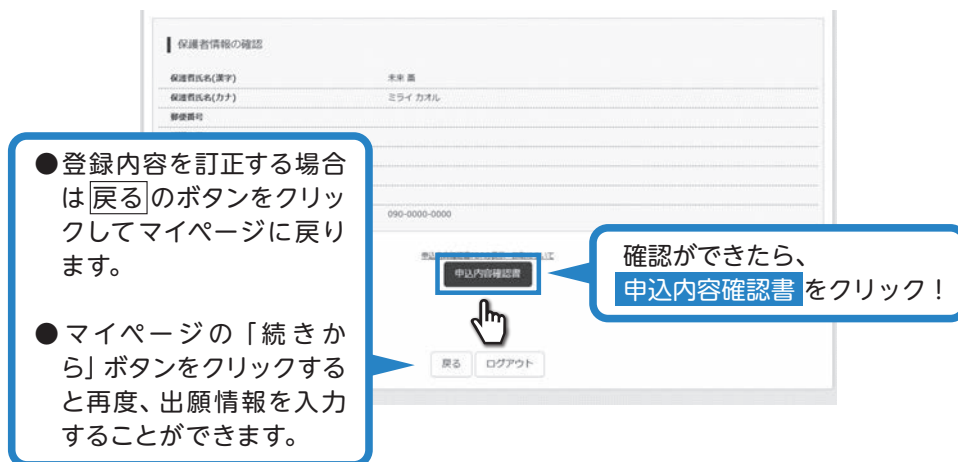 保護者情報の確認
保護者氏名(漢字) 未来 薫
保護者氏名(カナ) ミライ カオル
郵便番号
090-0000-0000
申込内容確認書
戻る ログアウト
●登録内容を訂正する場合
は戻るのボタンをクリッ
クしてマイページに戻り
ます。
●マイページの「続きか
ら」ボタンをクリックする
と再度、出願情報を入力
することができます。
確認ができたら、
申込内容確認書をクリック！